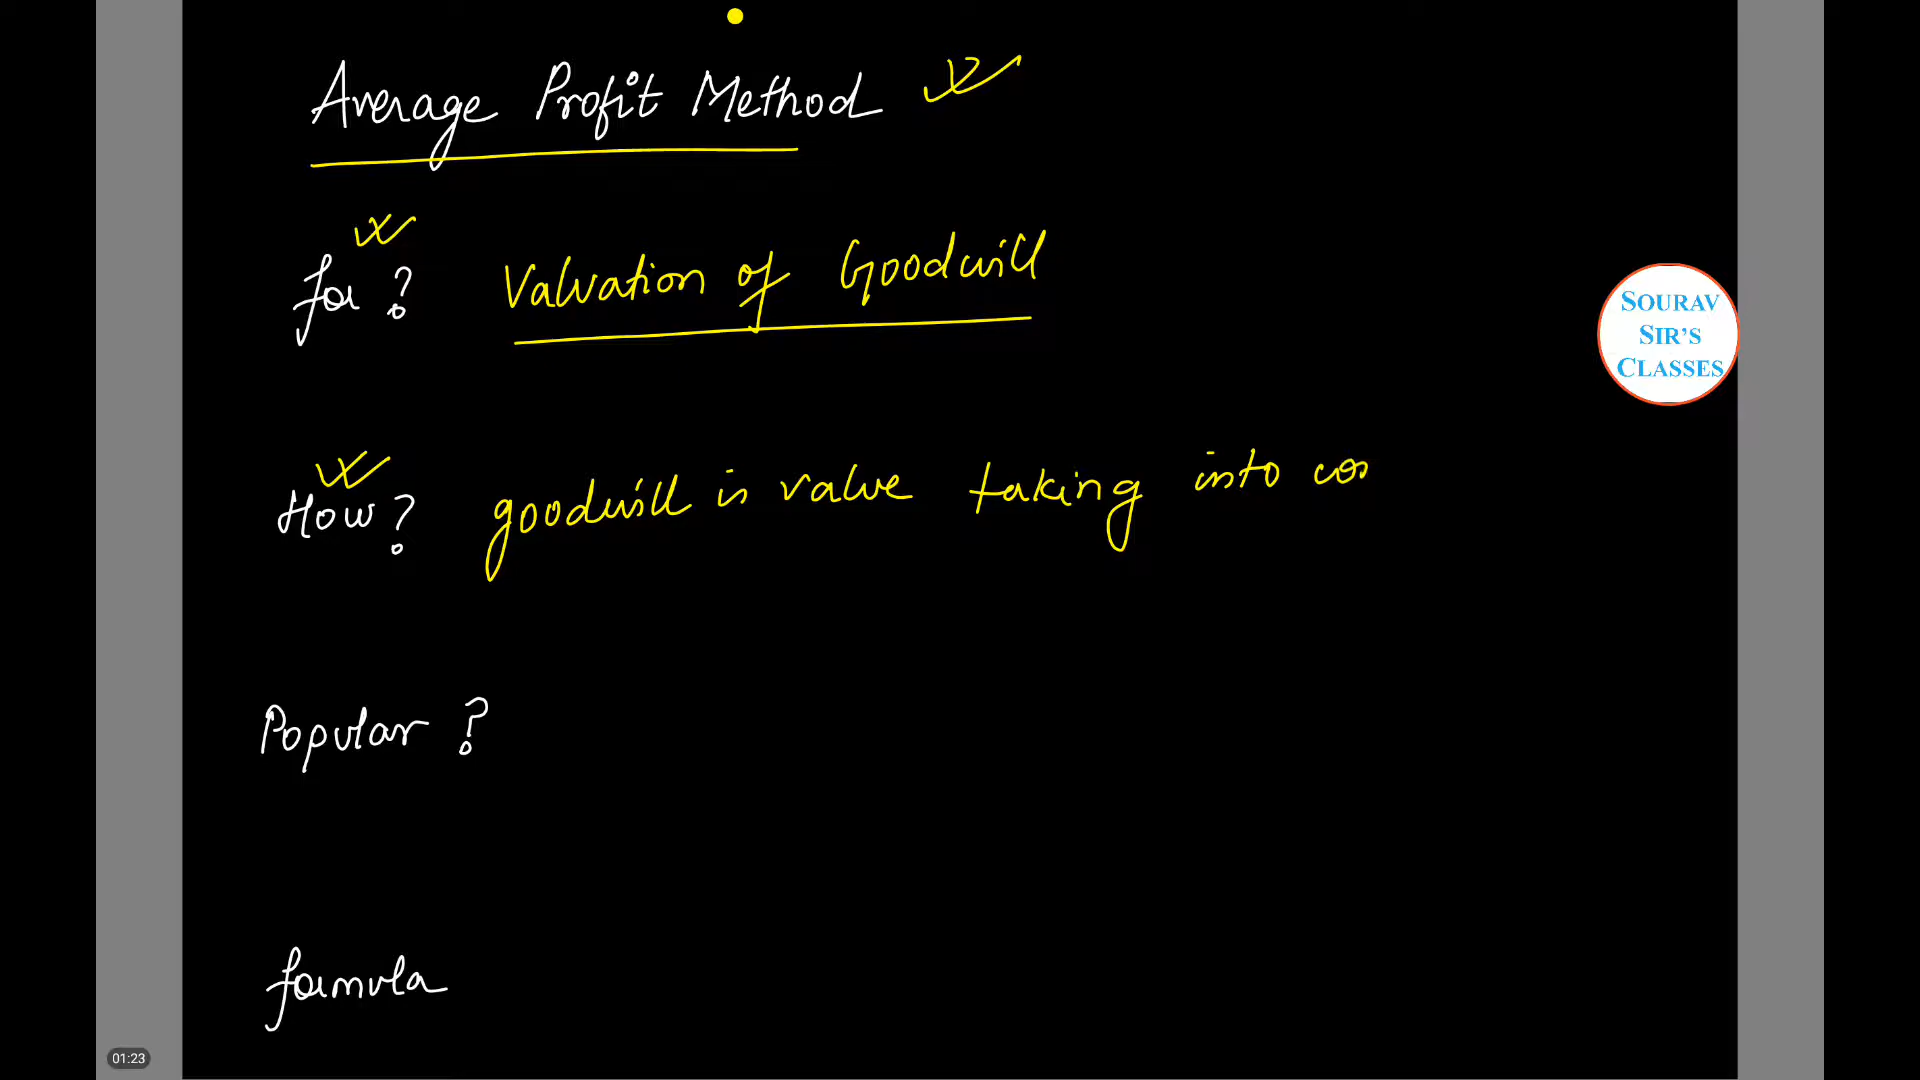 Average Profit Method
for? Valuation of Goodwill
SOURAV
SIR'S
CLASSES
How? goodwill is value taking into con
Popular?
formula
01:23